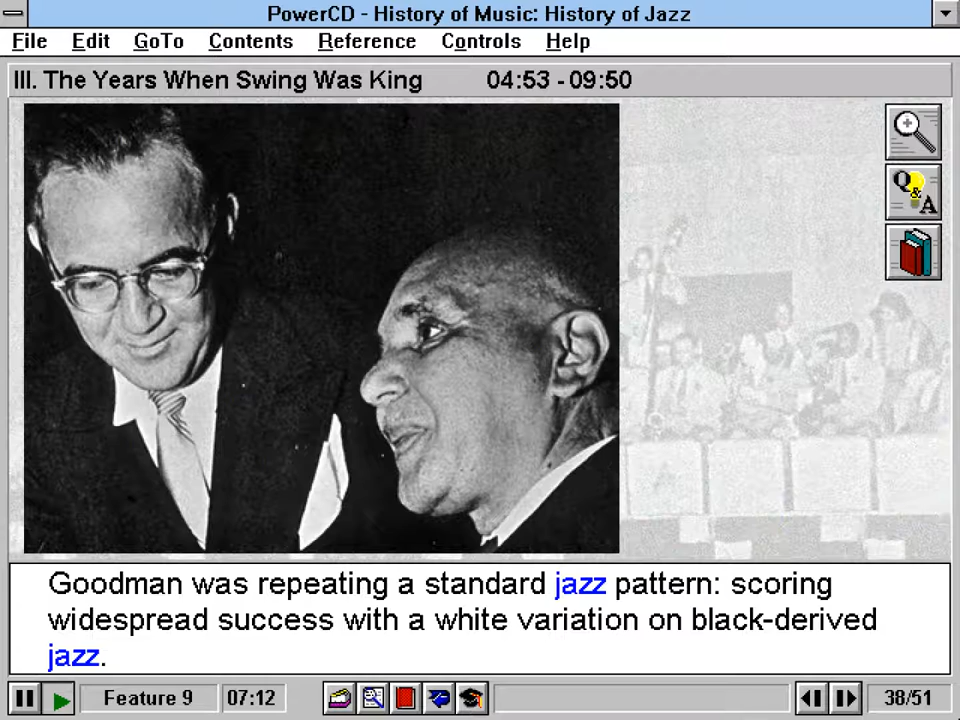 PowerCD - History of Music: History of Jazz
File Edit GoTo Contents Reference Controls Help
III. The Years When Swing Was King 04:53 - 09:50
Q & A
Goodman was repeating a standard jazz pattern: scoring
widespread success with a white variation on black-derived
jazz.
Feature 9 07:12 38/51